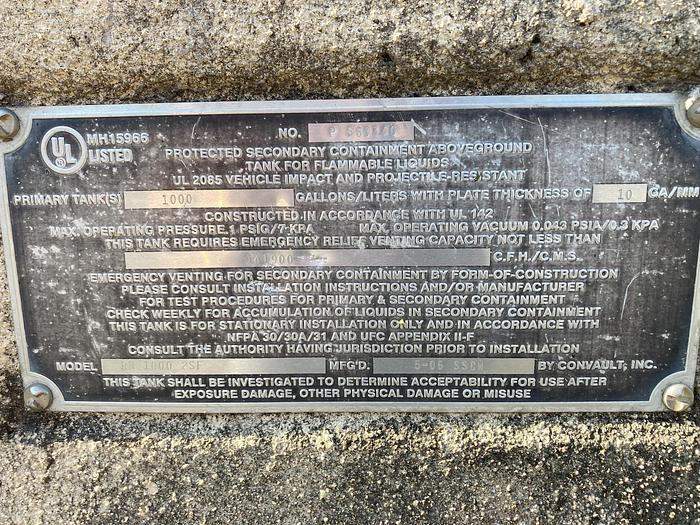 UL® MH15966 LISTED
NO.
PROTECTED SECONDARY CONTAINMENT ABOVEGROUND
TANK FOR FLAMMABLE LIQUIDS
UL 2085 VEHICLE IMPACT AND PROJECTILE-RESISTANT
PRIMARY TANK(S) 1000 GALLONS/LITERS WITH PLATE THICKNESS OF 10 GA/MM
CONSTRUCTED IN ACCORDANCE WITH UL 142
MAX. OPERATING PRESSURE,1 PSIG/7 KPA MAX. OPERATING VACUUM 0.043 PSIA/0.3 KPA
THIS TANK REQUIRES EMERGENCY RELIEF VENTING CAPACITY NOT LESS THAN
C.F.H./C.M.S.
EMERGENCY VENTING FOR SECONDARY CONTAINMENT BY FORM-OF-CONSTRUCTION
PLEASE CONSULT INSTALLATION INSTRUCTIONS AND/OR MANUFACTURER
FOR TEST PROCEDURES FOR PRIMARY & SECONDARY CONTAINMENT
CHECK WEEKLY FOR ACCUMULATION OF LIQUIDS IN SECONDARY CONTAINMENT
THIS TANK IS FOR STATIONARY INSTALLATION ONLY AND IN ACCORDANCE WITH
NFPA 30/30A/31 AND UFC APPENDIX II-F
CONSULT THE AUTHORITY HAVING JURISDICTION PRIOR TO INSTALLATION
MODEL 1000 MFG'D. 5-06 BY CONVAULT, INC.
THIS TANK SHALL BE INVESTIGATED TO DETERMINE ACCEPTABILITY FOR USE AFTER
EXPOSURE DAMAGE, OTHER PHYSICAL DAMAGE OR MISUSE